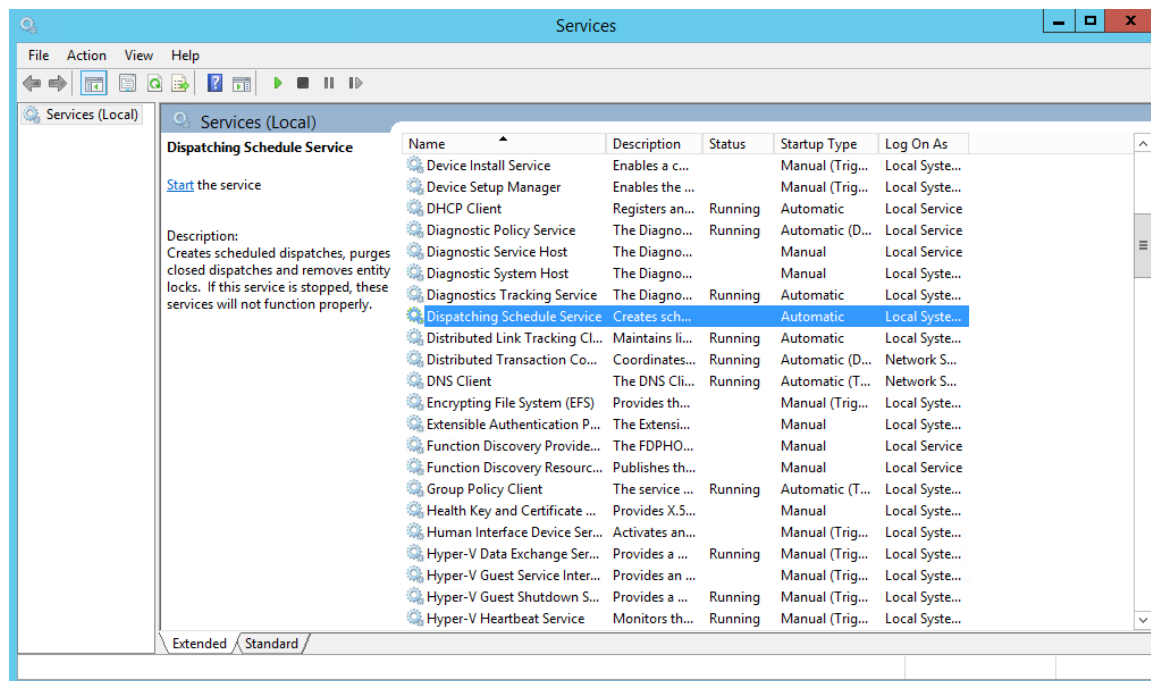 Services
File Action View Help
Services (Local)
Services (Local)
Dispatching Schedule Service
Start the service
Description:
Creates scheduled dispatches, purges
closed dispatches and removes entity
locks. If this service is stopped, these
services will not function properly.
Name Description Status Startup Type Log On As
Device Install Service Enables a c... Manual (Trig... Local Syste...
Device Setup Manager Enables the ... Manual (Trig... Local Syste...
DHCP Client Registers an... Running Automatic Local Service
Diagnostic Policy Service The Diagno... Running Automatic (D... Local Service
Diagnostic Service Host The Diagno... Manual Local Service
Diagnostic System Host The Diagno... Manual Local Syste...
Diagnostics Tracking Service The Diagno... Running Automatic Local Syste...
Dispatching Schedule Service Creates sch... Automatic Local Syste...
Distributed Link Tracking Cl... Maintains li... Running Automatic Local Syste...
Distributed Transaction Co... Coordinates... Running Automatic (D... Network S...
DNS Client The DNS Cli... Running Automatic (T... Network S...
Encrypting File System (EFS) Provides th... Manual (Trig... Local Syste...
Extensible Authentication P... The Extensi... Manual Local Syste...
Function Discovery Provide... The FDPHO... Manual Local Service
Function Discovery Resourc... Publishes th... Manual Local Service
Group Policy Client The service ... Running Automatic (T... Local Syste...
Health Key and Certificate ... Provides X.5... Manual Local Syste...
Human Interface Device Ser... Activates an... Manual (Trig... Local Syste...
Hyper-V Data Exchange Ser... Provides a ... Running Manual (Trig... Local Syste...
Hyper-V Guest Service Inter... Provides an ... Manual (Trig... Local Syste...
Hyper-V Guest Shutdown S... Provides a ... Running Manual (Trig... Local Syste...
Hyper-V Heartbeat Service Monitors th... Running Manual (Trig... Local Syste...
Extended Standard